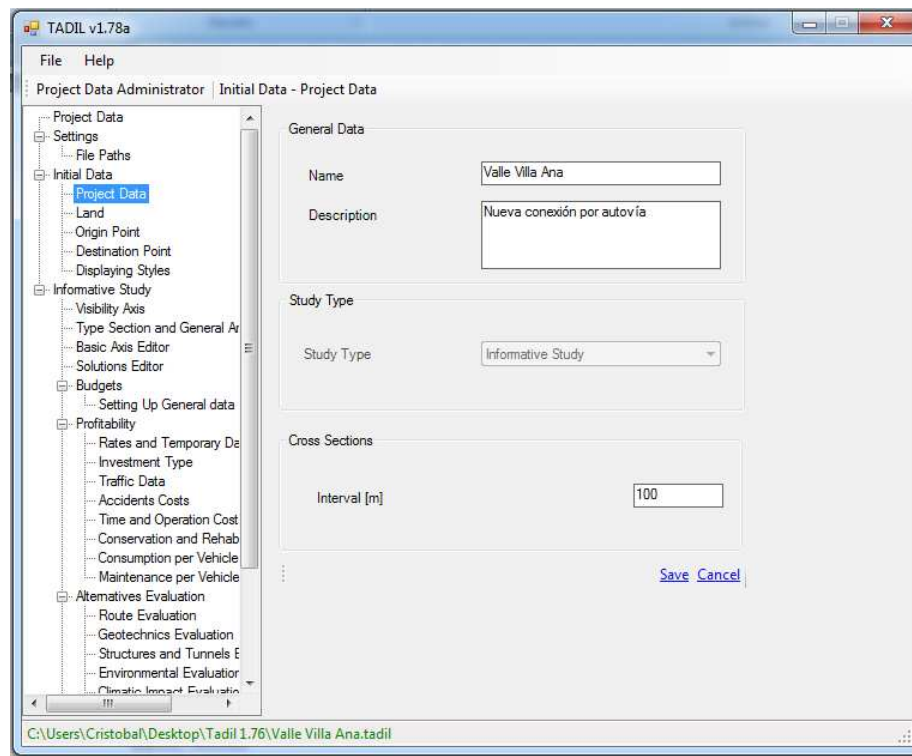 TADIL v1.78a
File Help
Project Data Administrator Initial Data - Project Data
Project Data
Settings
File Paths
Initial Data
Project Data
Land
Origin Point
Destination Point
Displaying Styles
Informative Study
Visibility Axis
Type Section and General Ar
Basic Axis Editor
Solutions Editor
Budgets
Setting Up General data
Profitability
Rates and Temporary Da
Investment Type
Traffic Data
Accidents Costs
Time and Operation Cost
Conservation and Rehab
Consumption per Vehicle
Maintenance per Vehicle
Alternatives Evaluation
Route Evaluation
Geotechnics Evaluation
Structures and Tunnels E
Environmental Evaluation
Climatic Impact Evaluatio
General Data
Name Valle Villa Ana
Description Nueva conexión por autovía
Study Type
Study Type Informative Study
Cross Sections
Interval [m] 100
Save Cancel
C:\Users\Cristobal\Desktop\Tadil 1.76\Valle Villa Ana.tadil